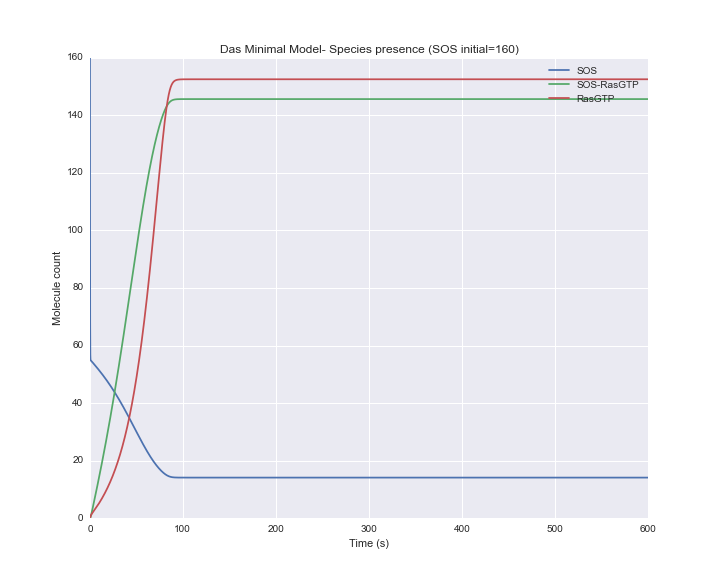 Das Minimal Model- Species presence (SOS initial=160)
SOS
SOS-RasGTP
RasGTP
Molecule count
160
140
120
100
80
60
40
20
0
0 100 200 300 400 500 600
Time (s)